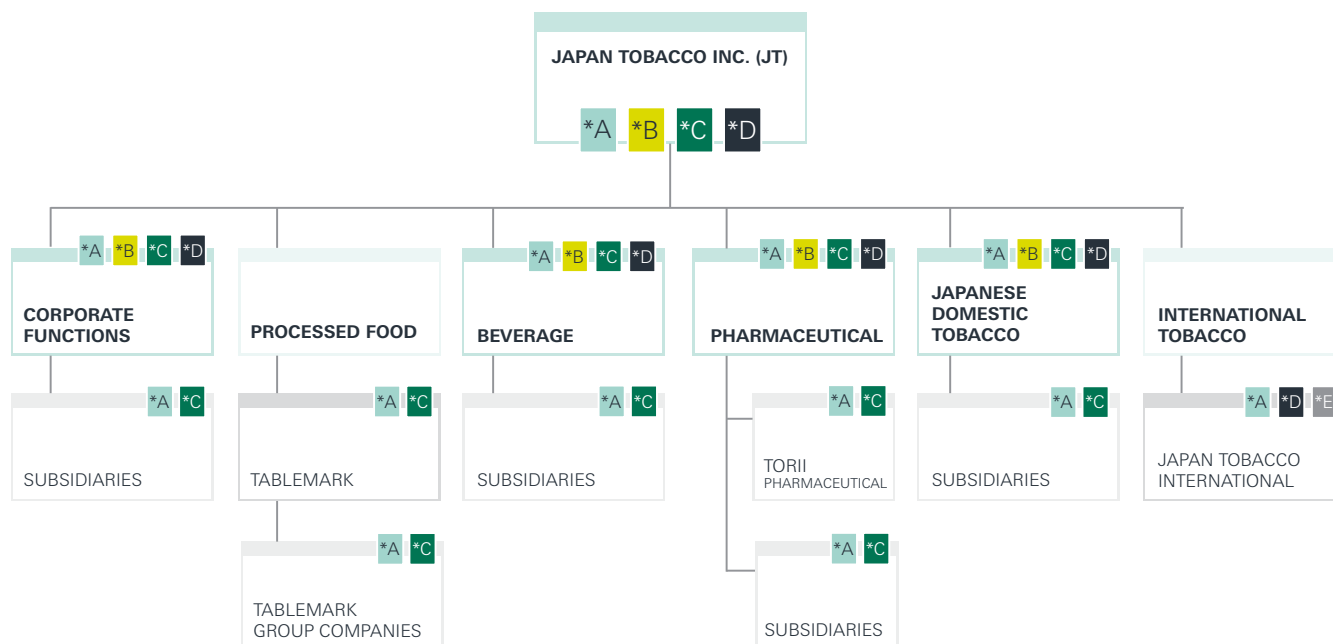 JAPAN TOBACCO INC. (JT)
*A *B *C *D
*A *B *C *D
CORPORATE
FUNCTIONS
PROCESSED FOOD
*A *B *C *D
BEVERAGE
*A *B *C *D
PHARMACEUTICAL
*A *B *C *D
JAPANESE
DOMESTIC
TOBACCO
INTERNATIONAL
TOBACCO
*A *C
SUBSIDIARIES
*A *C
TABLEMARK
*A *C
SUBSIDIARIES
*A *C
TORII
PHARMACEUTICAL
*A *C
SUBSIDIARIES
*A *D *E
JAPAN TOBACCO
INTERNATIONAL
*A *C
TABLEMARK
GROUP COMPANIES
*A *C
SUBSIDIARIES